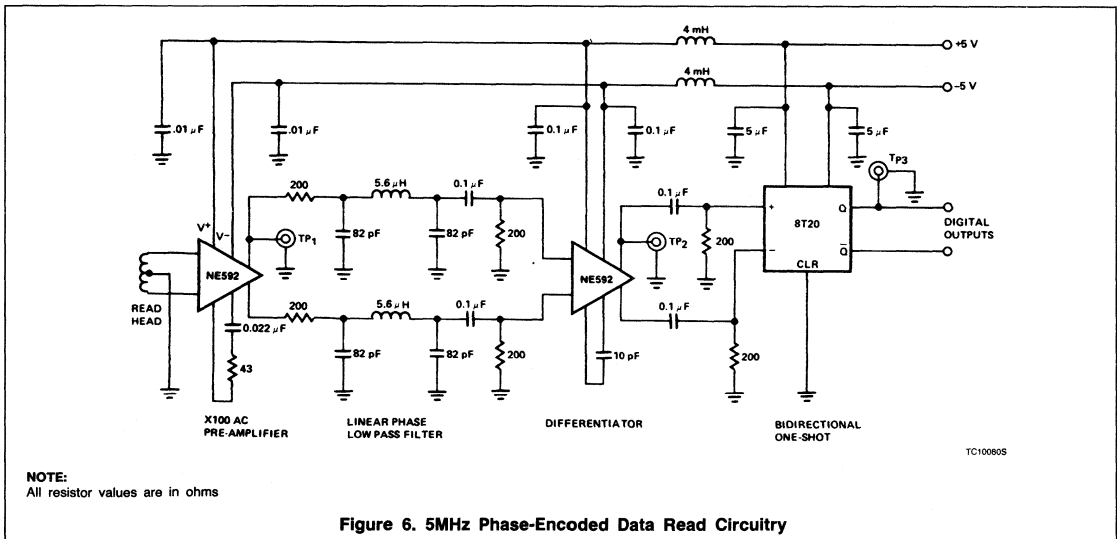 4 mH
+5 V
4 mH
−5 V
.01 µF
.01 µF
0.1 µF
0.1 µF
5 µF
5 µF
TP3
200
5.6 µH
0.1 µF
0.1 µF
V+
V−
TP1
82 pF
82 pF
200
TP2
200
+
8T20
Q
DIGITAL
OUTPUTS
−
Q̅
CLR
NE592
NE592
READ
HEAD
0.022 µF
200
5.6 µH
0.1 µF
0.1 µF
43
82 pF
82 pF
200
10 pF
200
X100 AC
PRE-AMPLIFIER
LINEAR PHASE
LOW PASS FILTER
DIFFERENTIATOR
BIDIRECTIONAL
ONE-SHOT
TC10080S
NOTE:
All resistor values are in ohms
Figure 6. 5MHz Phase-Encoded Data Read Circuitry